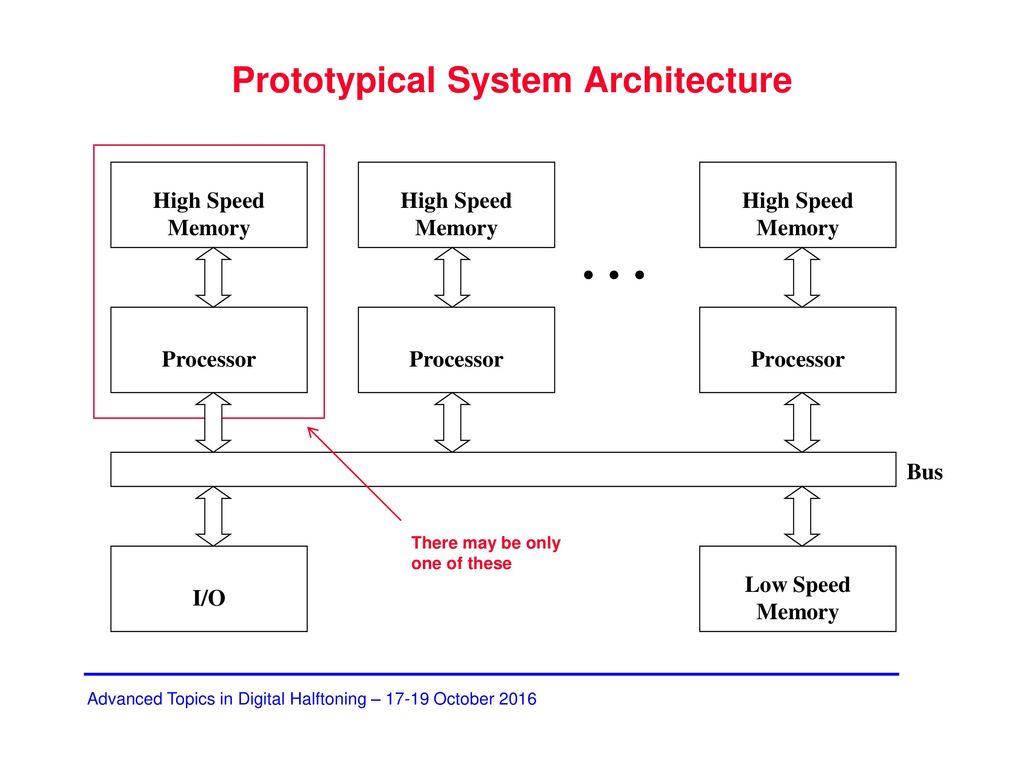 Prototypical System Architecture
High Speed
Memory
High Speed
Memory
High Speed
Memory
. . .
Processor
Processor
Processor
Bus
There may be only
one of these
I/O
Low Speed
Memory
Advanced Topics in Digital Halftoning – 17-19 October 2016